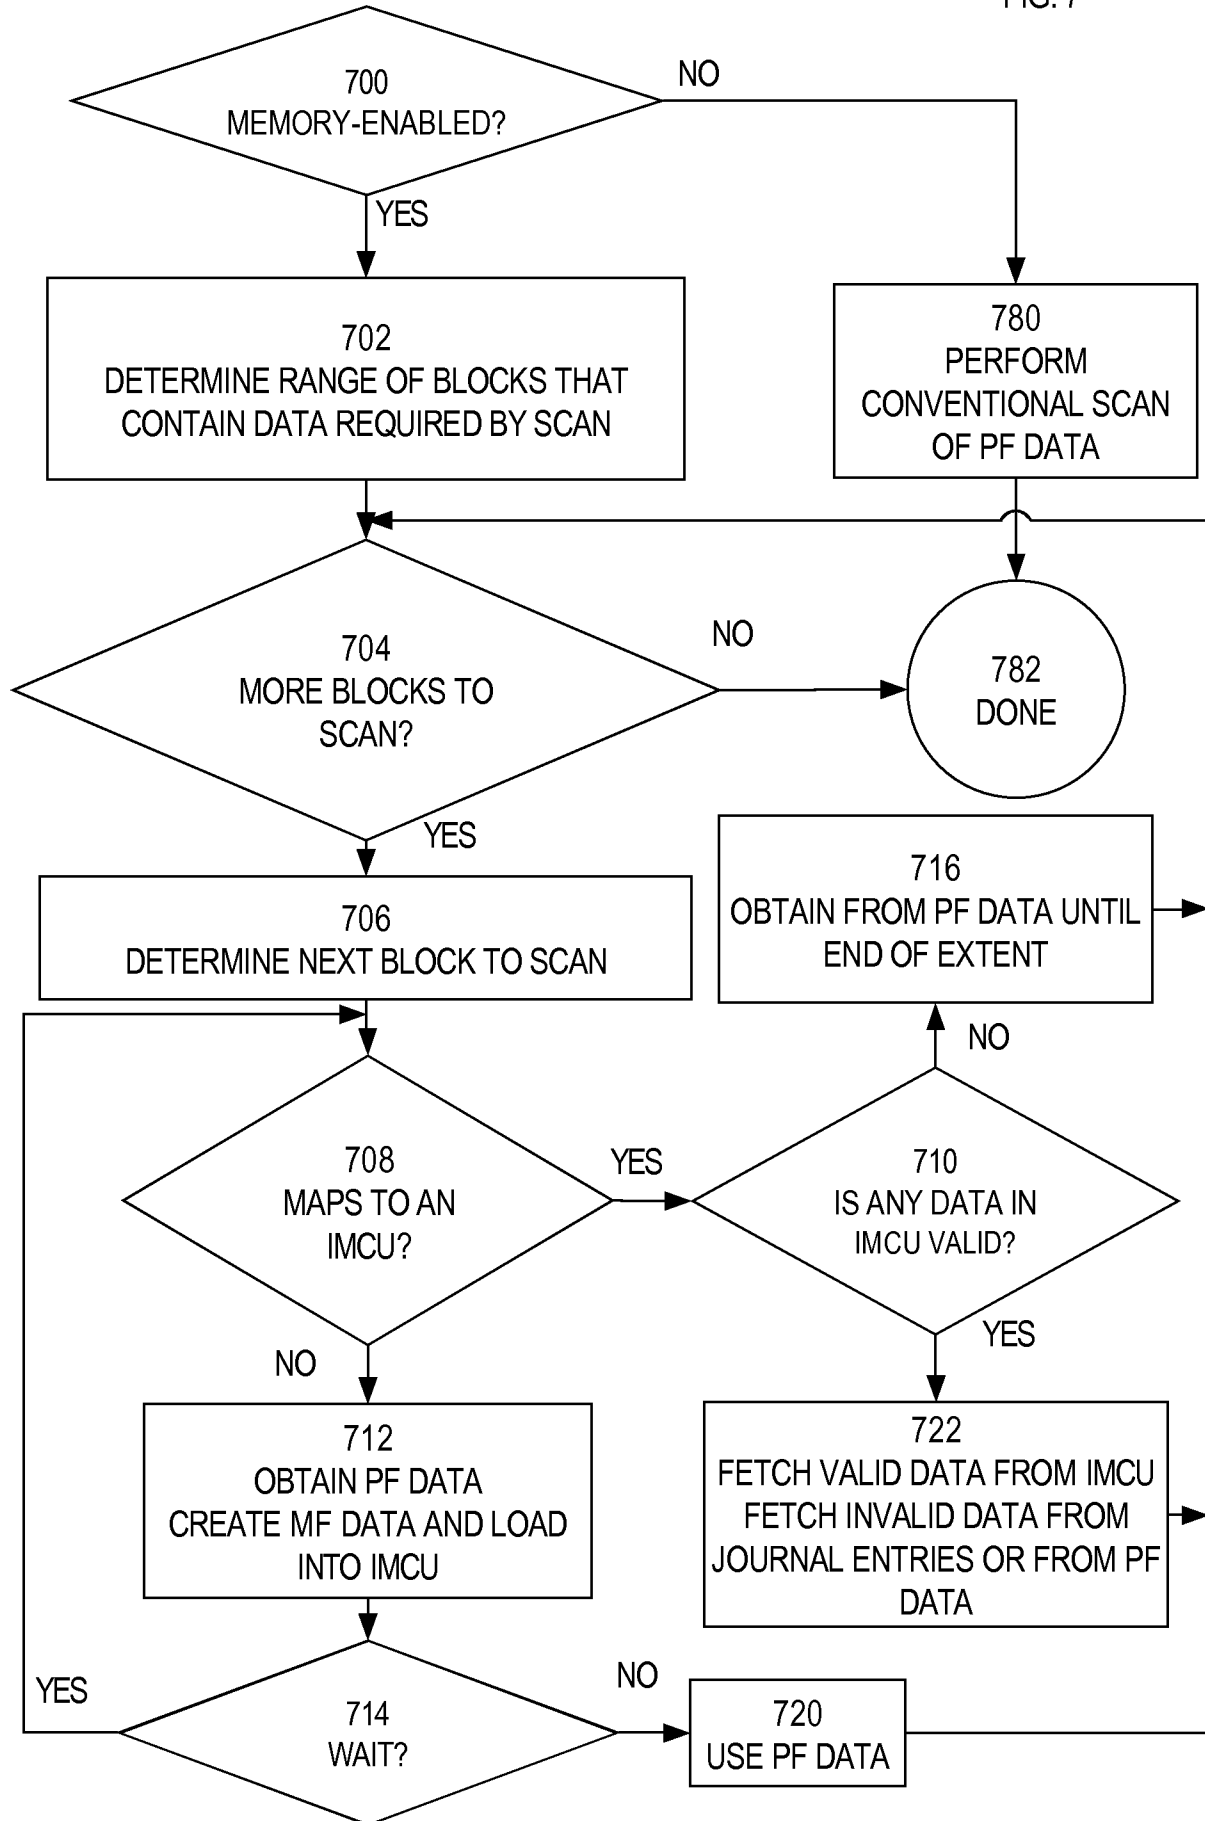 FIG. 7
700
MEMORY-ENABLED?
NO
YES
702
DETERMINE RANGE OF BLOCKS THAT
CONTAIN DATA REQUIRED BY SCAN
780
PERFORM
CONVENTIONAL SCAN
OF PF DATA
704
MORE BLOCKS TO
SCAN?
NO
782
DONE
YES
706
DETERMINE NEXT BLOCK TO SCAN
716
OBTAIN FROM PF DATA UNTIL
END OF EXTENT
NO
708
MAPS TO AN
IMCU?
YES
710
IS ANY DATA IN
IMCU VALID?
YES
NO
712
OBTAIN PF DATA
CREATE MF DATA AND LOAD
INTO IMCU
722
FETCH VALID DATA FROM IMCU
FETCH INVALID DATA FROM
JOURNAL ENTRIES OR FROM PF
DATA
YES
714
WAIT?
NO
720
USE PF DATA